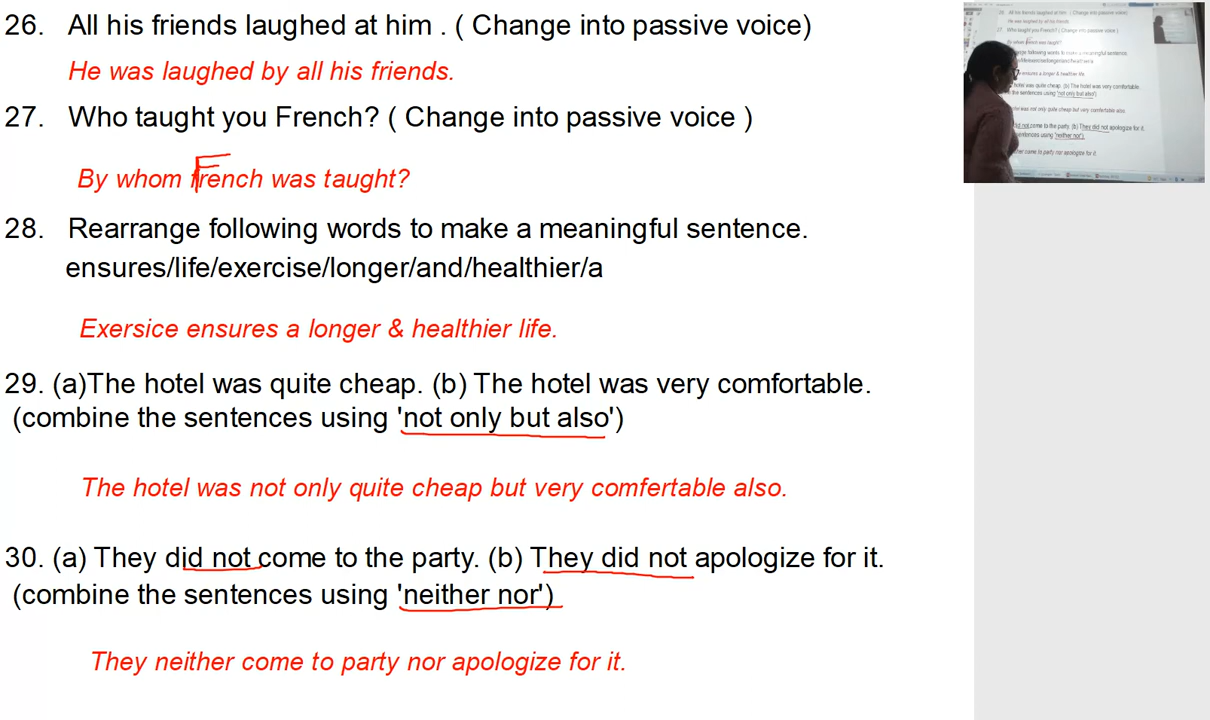 26. All his friends laughed at him . ( Change into passive voice)
He was laughed by all his friends.
27. Who taught you French? ( Change into passive voice )
By whom French was taught?
28. Rearrange following words to make a meaningful sentence.
ensures/life/exercise/longer/and/healthier/a
Exersice ensures a longer & healthier life.
29. (a)The hotel was quite cheap. (b) The hotel was very comfortable.
(combine the sentences using 'not only but also')
The hotel was not only quite cheap but very comfertable also.
30. (a) They did not come to the party. (b) They did not apologize for it.
(combine the sentences using 'neither nor')
They neither come to party nor apologize for it.